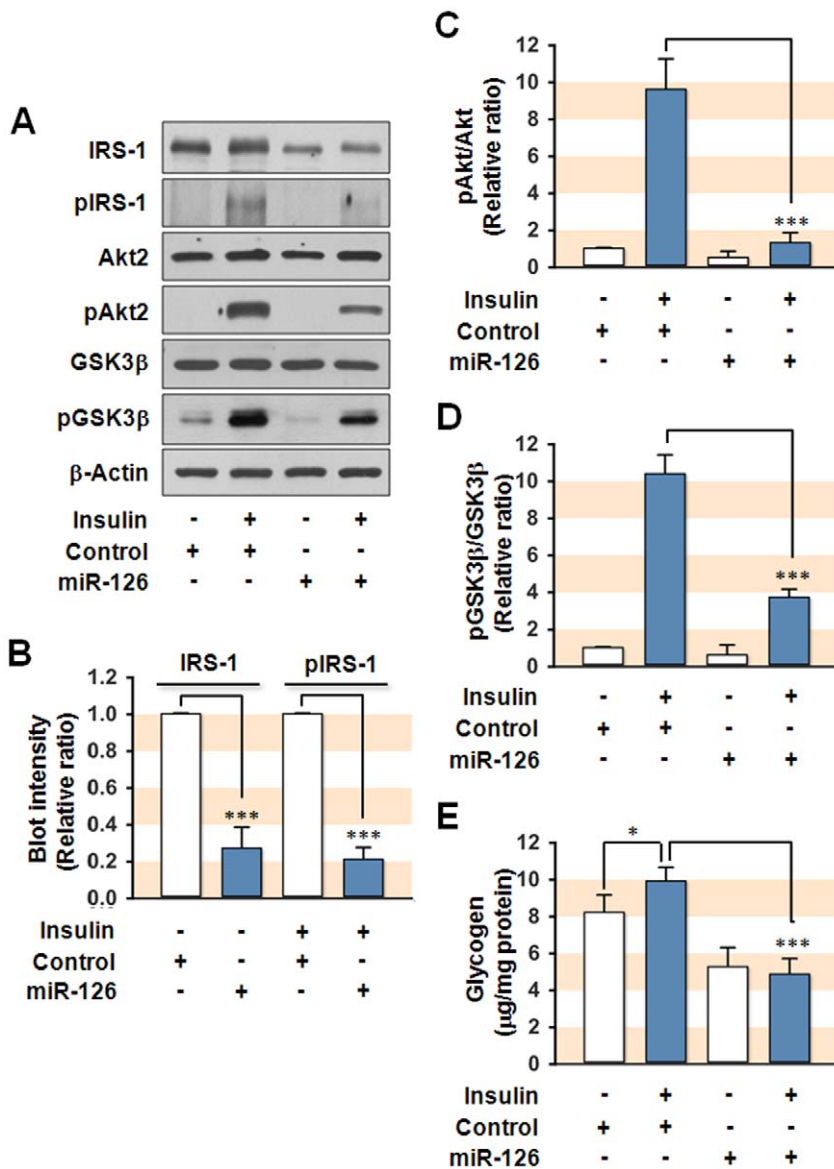 A
IRS-1
pIRS-1
Akt2
pAkt2
GSK3β
pGSK3β
β-Actin
Insulin - + - +
Control + + - -
miR-126 - - + +
B
IRS-1 pIRS-1
Blot intensity
(Relative ratio)
1.0
0.8
0.6
0.4
0.2
0.0
*** ***
Insulin - - + +
Control + - + -
miR-126 - + - +
C
pAkt/Akt
(Relative ratio)
12
10
8
6
4
2
0
***
Insulin - + - +
Control + + - -
miR-126 - - + +
D
pGSK3β/GSK3β
(Relative ratio)
12
10
8
6
4
2
0
***
Insulin - + - +
Control + + - -
miR-126 - - + +
E
Glycogen
(μg/mg protein)
12
10
8
6
4
2
0
*
***
Insulin - + - +
Control + + - -
miR-126 - - + +